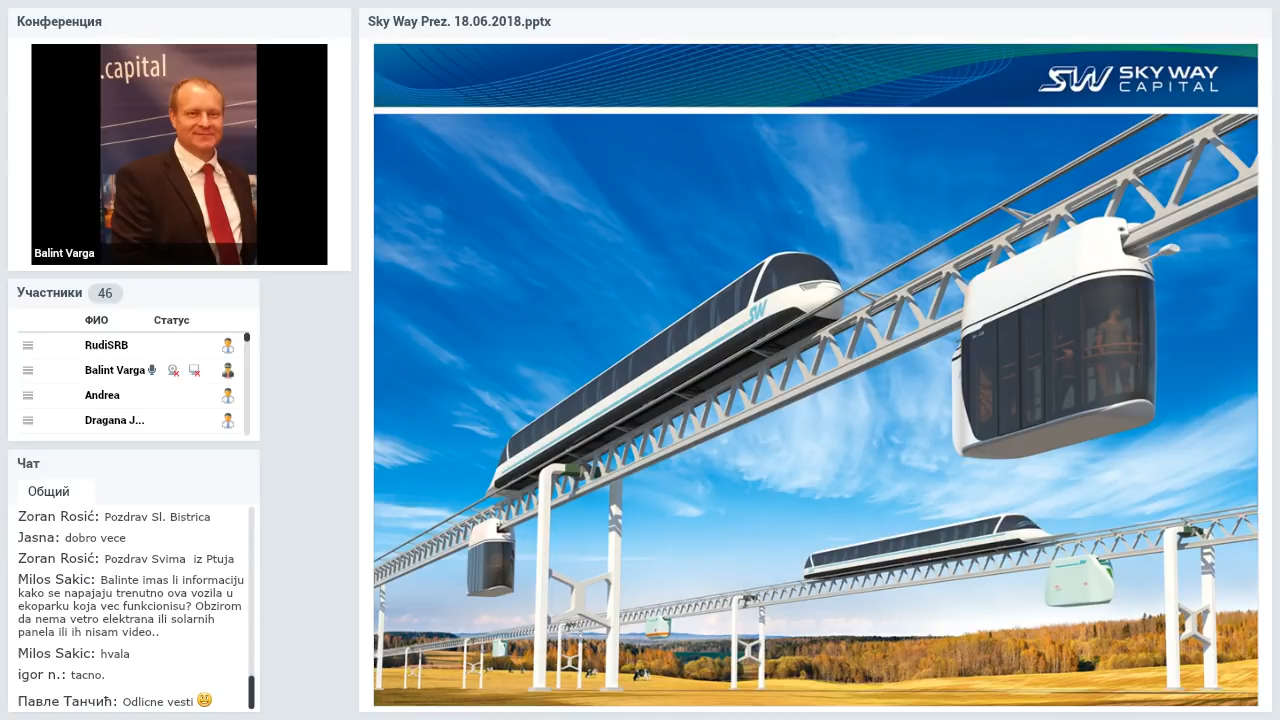 Конференция
.capital
Balint Varga
Участники 46
ФИО Статус
RudiSRB
Balint Varga
Andrea
Dragana J...
Чат
Общий
Zoran Rosić: Pozdrav Sl. Bistrica
Jasna: dobro vece
Zoran Rosić: Pozdrav Svima iz Ptuja
Milos Sakic: Balinte imas li informaciju
kako se napajaju trenutno ova vozila u
ekoparku koja vec funkcionisu? Obzirom
da nema vetro elektrana ili solarnih
panela ili ih nisam video..
Milos Sakic: hvala
igor n.: tacno.
Павле Танчић: Odlicne vesti
Sky Way Prez. 18.06.2018.pptx
SW SKY WAY
CAPITAL
SW